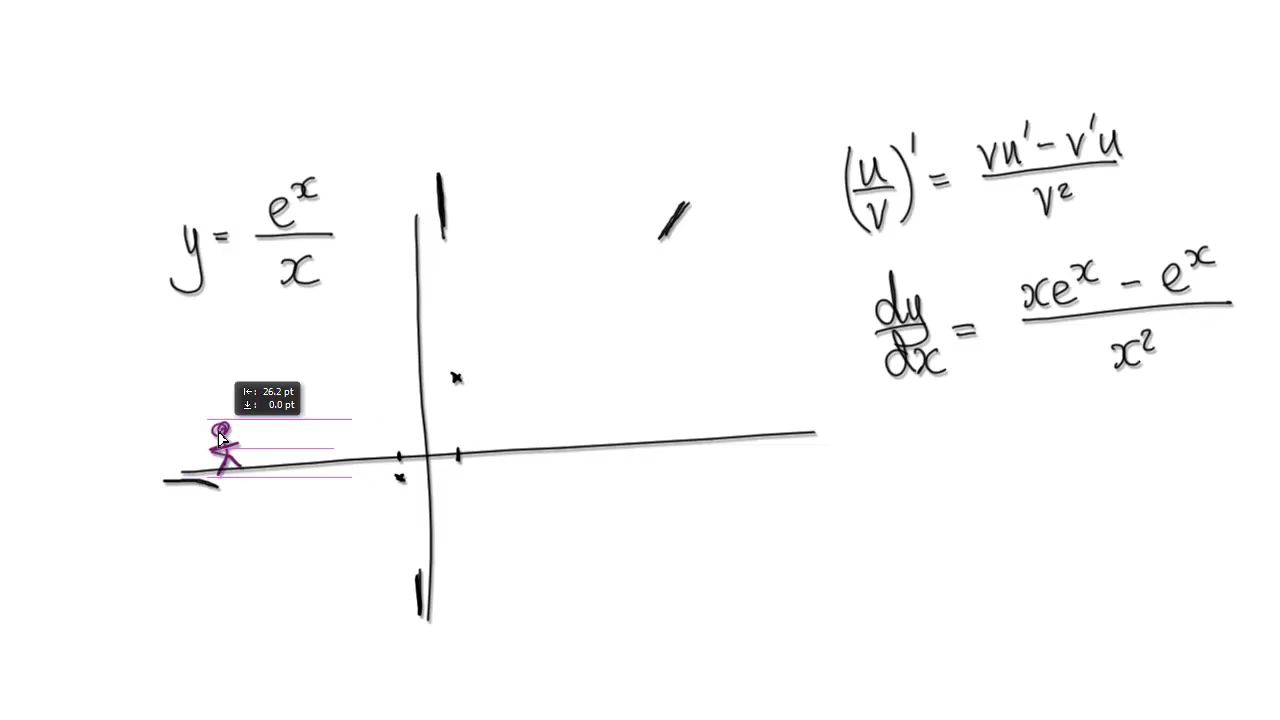 y = e^x / x
(u/v)' = (vu' - v'u) / v²
dy/dx = (xe^x - e^x) / x²
26.2 pt
0.0 pt